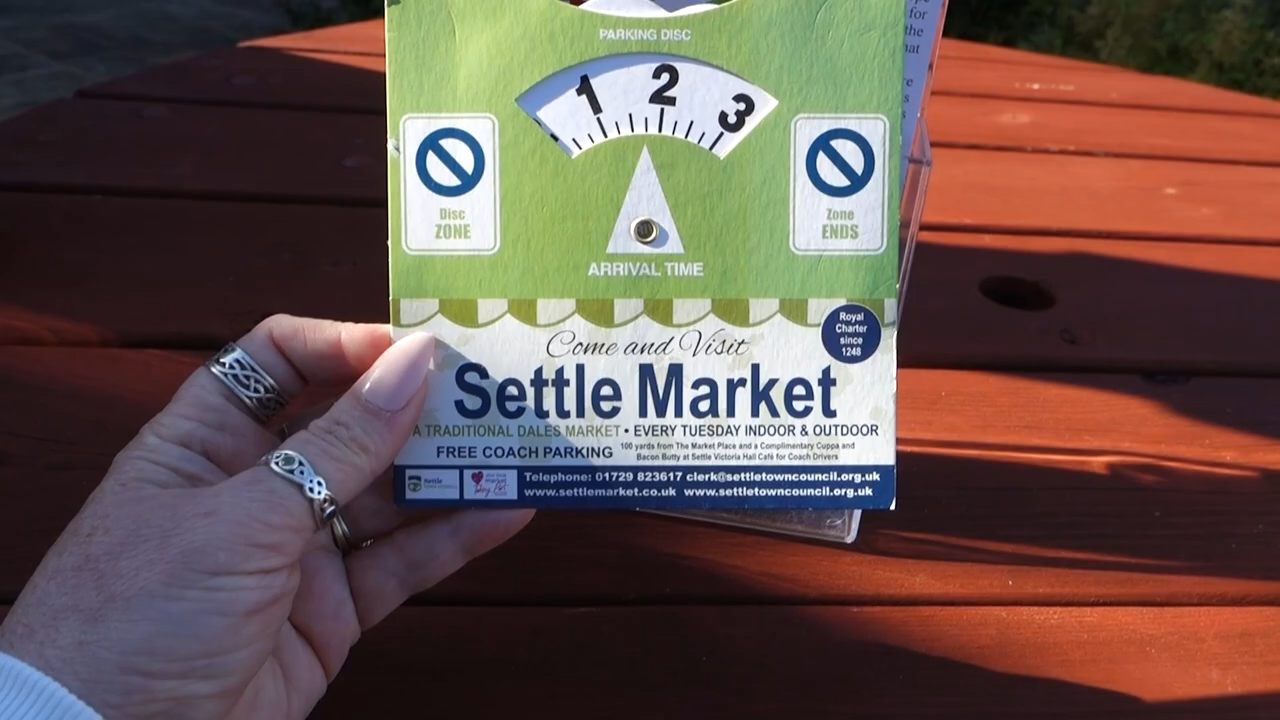 PARKING DISC
1 2 3
Disc
ZONE
Zone
ENDS
ARRIVAL TIME
Royal
Charter
since
1248
Come and Visit
Settle Market
A TRADITIONAL DALES MARKET • EVERY TUESDAY INDOOR & OUTDOOR
FREE COACH PARKING
100 yards from The Market Place and a Complimentary Cuppa and
Bacon Butty at Settle Victoria Hall Café for Coach Drivers
Settle
Telephone: 01729 823617 clerk@settletowncouncil.org.uk
www.settlemarket.co.uk www.settletowncouncil.org.uk
for
the